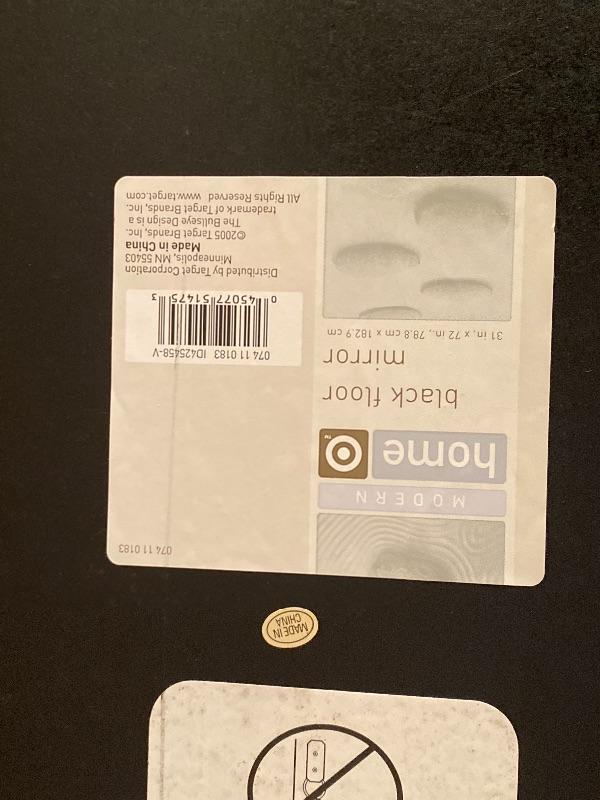 MODERN
home
TM
black floor
mirror
31 in. x 72 in., 78.8 cm x 182.9 cm
074 11 0183
074 11 0183 ID425458-V
0 45077 51475 3
Distributed by Target Corporation
Minneapolis, MN 55403
Made in China
©2005 Target Brands, Inc.
The Bullseye Design is a
trademark of Target Brands, Inc.
All Rights Reserved www.target.com
MADE IN
CHINA